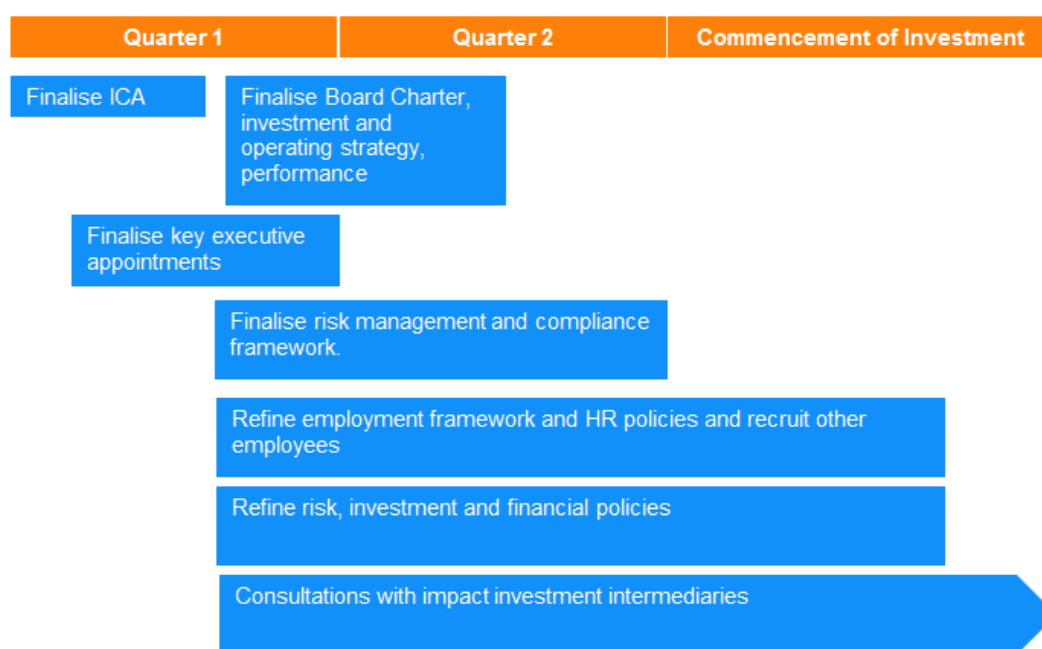 Quarter 1
Quarter 2
Commencement of Investment
Finalise ICA
Finalise Board Charter,
investment and
operating strategy,
performance
Finalise key executive
appointments
Finalise risk management and compliance
framework.
Refine employment framework and HR policies and recruit other
employees
Refine risk, investment and financial policies
Consultations with impact investment intermediaries